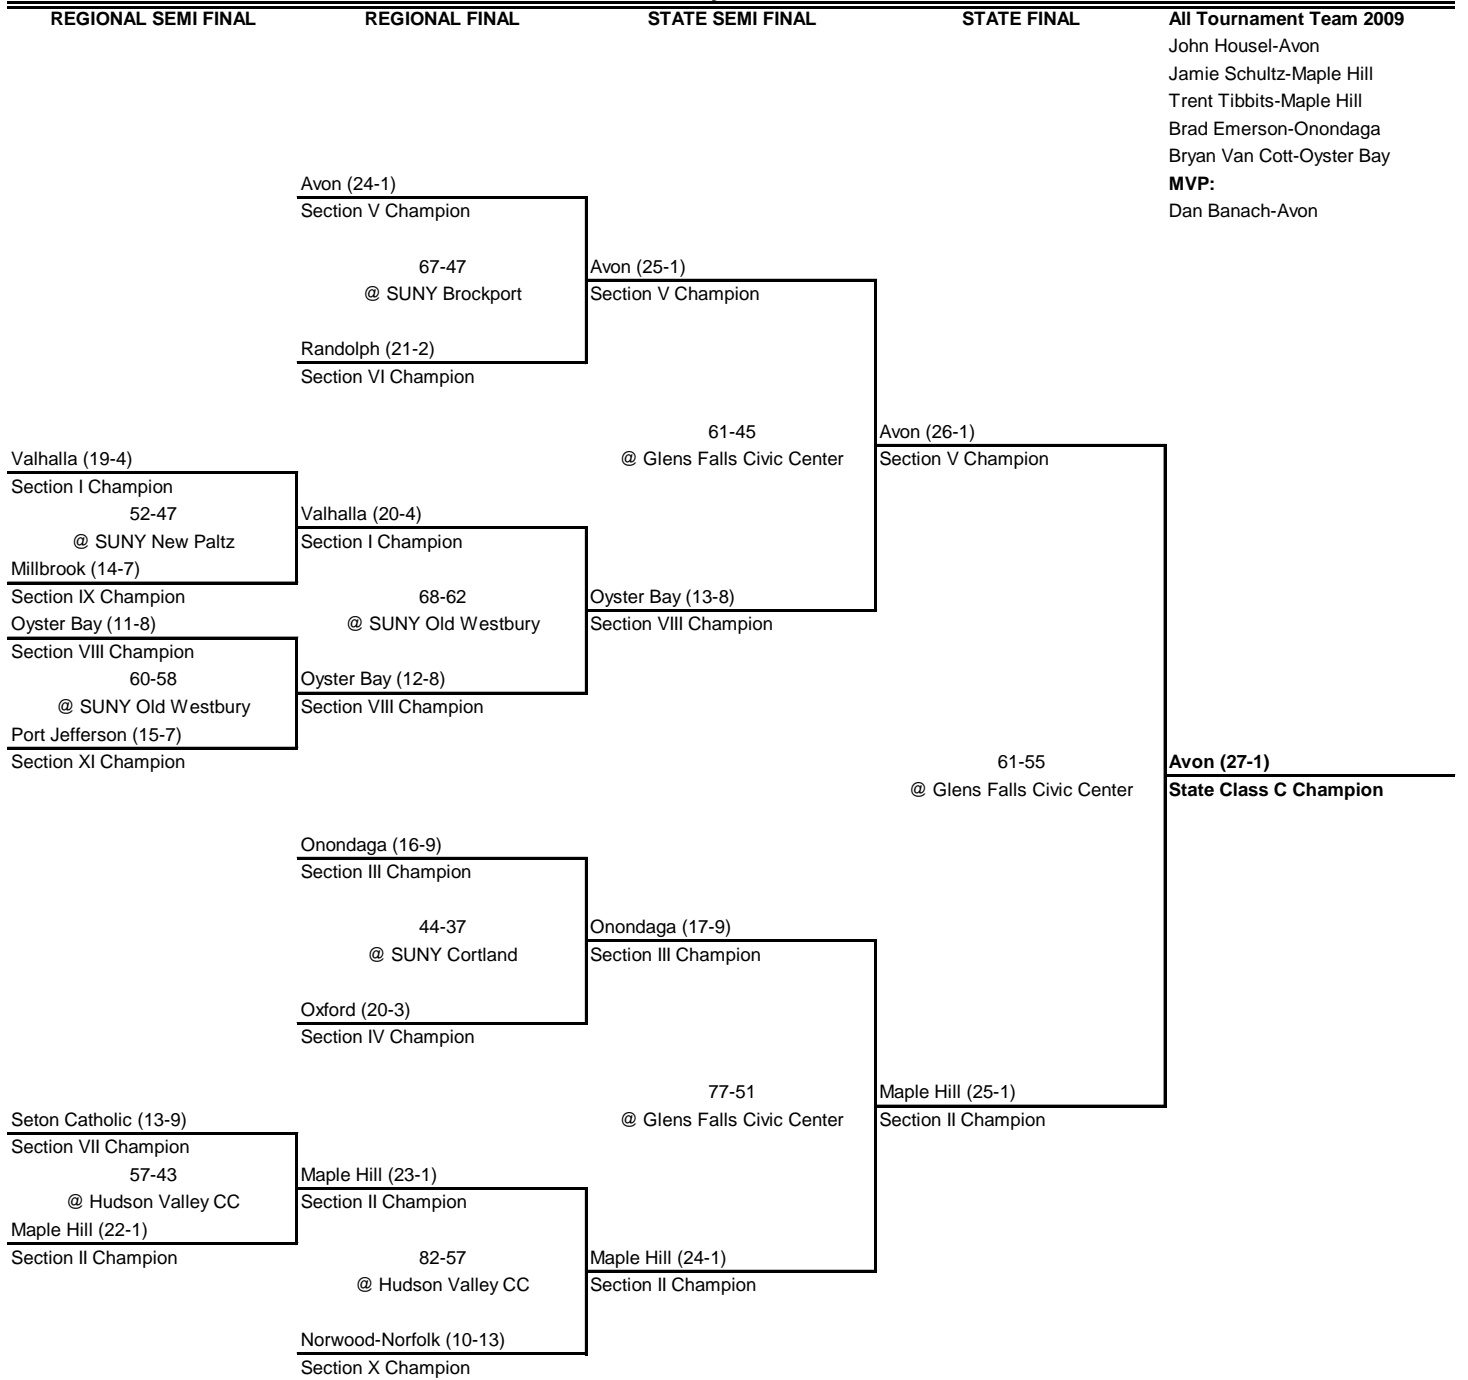 REGIONAL SEMI FINAL REGIONAL FINAL STATE SEMI FINAL STATE FINAL All Tournament Team 2009
John Housel-Avon
Jamie Schultz-Maple Hill
Trent Tibbits-Maple Hill
Brad Emerson-Onondaga
Bryan Van Cott-Oyster Bay
Avon (24-1) MVP:
Section V Champion Dan Banach-Avon
67-47 Avon (25-1)
@ SUNY Brockport Section V Champion
Randolph (21-2)
Section VI Champion
61-45 Avon (26-1)
Valhalla (19-4) @ Glens Falls Civic Center Section V Champion
Section I Champion
52-47 Valhalla (20-4)
@ SUNY New Paltz Section I Champion
Millbrook (14-7)
Section IX Champion 68-62 Oyster Bay (13-8)
Oyster Bay (11-8) @ SUNY Old Westbury Section VIII Champion
Section VIII Champion
60-58 Oyster Bay (12-8)
@ SUNY Old Westbury Section VIII Champion
Port Jefferson (15-7)
Section XI Champion 61-55 Avon (27-1)
@ Glens Falls Civic Center State Class C Champion
Onondaga (16-9)
Section III Champion
44-37 Onondaga (17-9)
@ SUNY Cortland Section III Champion
Oxford (20-3)
Section IV Champion
77-51 Maple Hill (25-1)
Seton Catholic (13-9) @ Glens Falls Civic Center Section II Champion
Section VII Champion
57-43 Maple Hill (23-1)
@ Hudson Valley CC Section II Champion
Maple Hill (22-1)
Section II Champion 82-57 Maple Hill (24-1)
@ Hudson Valley CC Section II Champion
Norwood-Norfolk (10-13)
Section X Champion